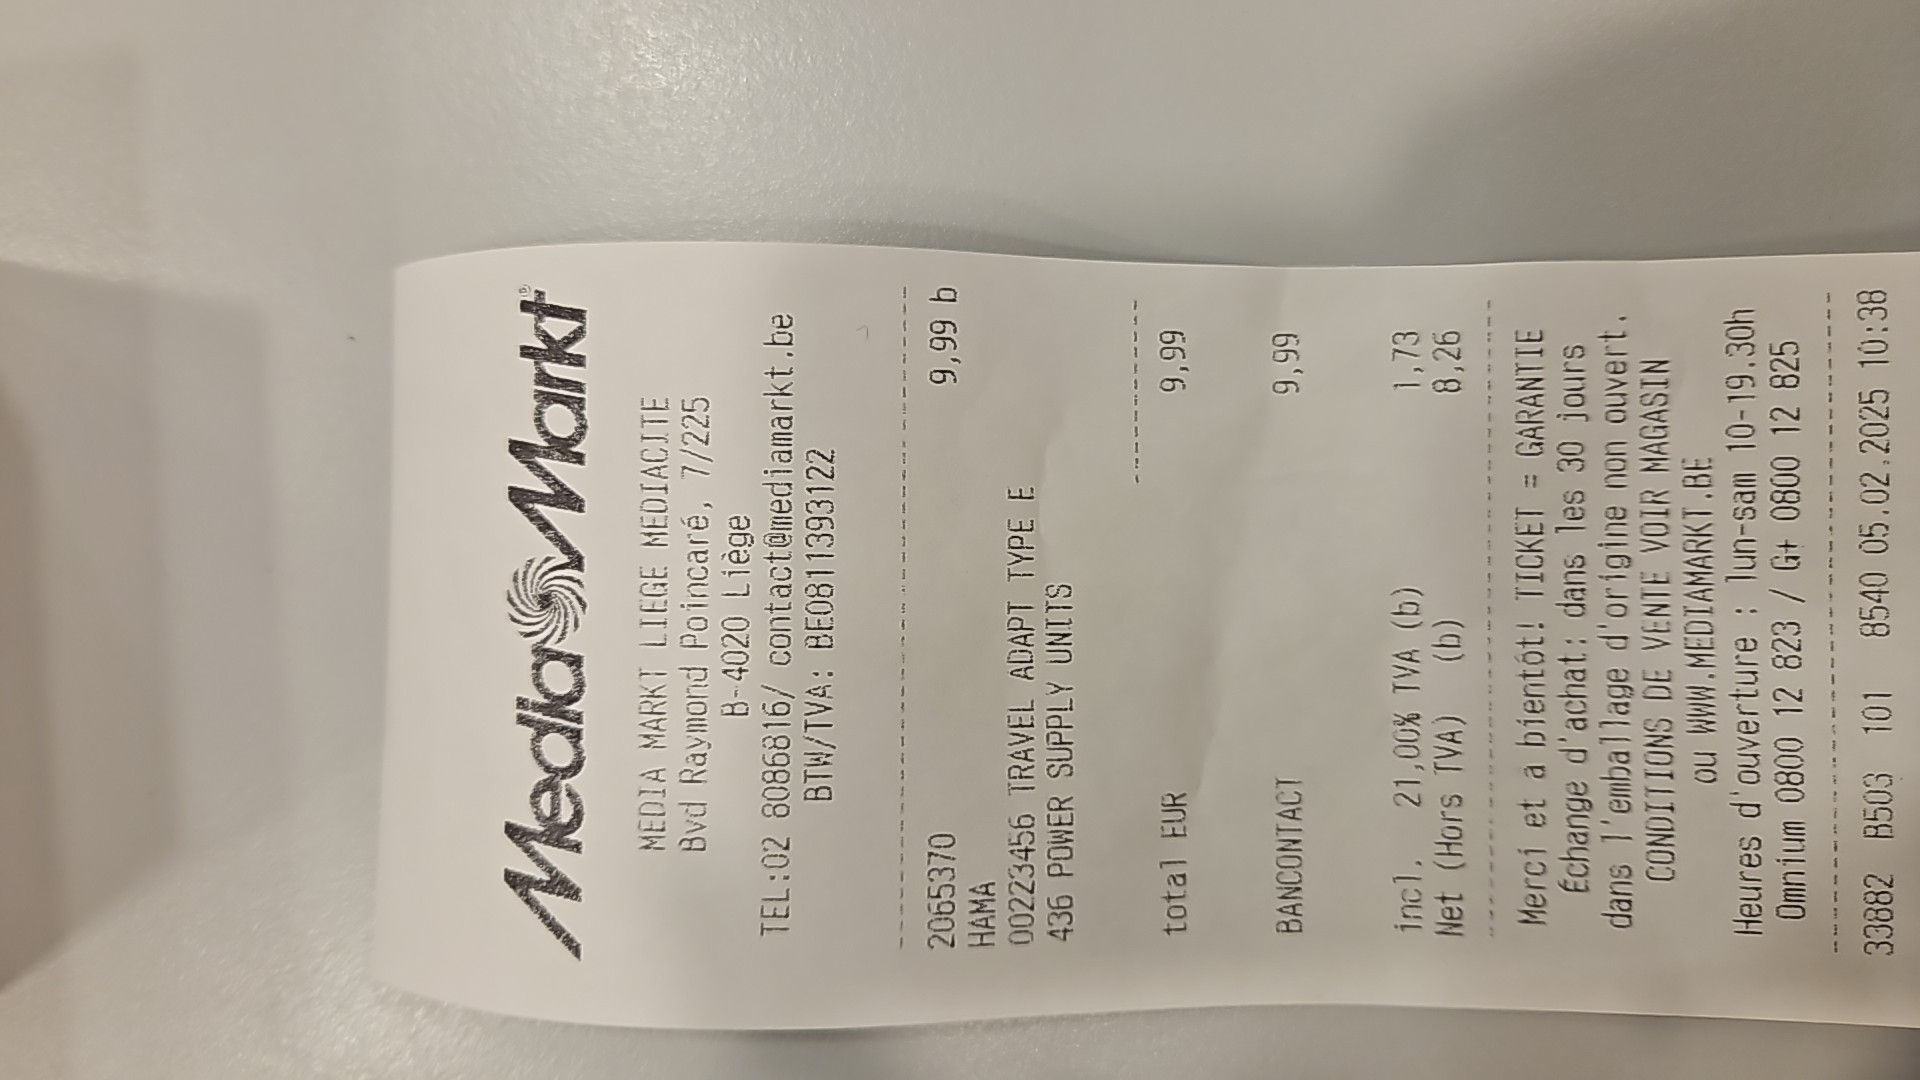 Media Markt®
MEDIA MARKT LIEGE MEDIACITE
Bvd Raymond Poincaré, 7/225
B-4020 Liège
TEL:02 8086816/ contact@mediamarkt.be
BTW/TVA: BE0811393122
2065370 9,99 b
HAMA
00223456 TRAVEL ADAPT TYPE E
436 POWER SUPPLY UNITS
total EUR 9,99
BANCONTACT 9,99
incl. 21,00% TVA (b) 1,73
Net (Hors TVA) (b) 8,26
Merci et à bientôt! TICKET = GARANTIE
Échange d'achat: dans les 30 jours
dans l'emballage d'origine non ouvert.
CONDITIONS DE VENTE VOIR MAGASIN
ou WWW.MEDIAMARKT.BE
Heures d'ouverture : lun-sam 10-19.30h
Omnium 0800 12 823 / G+ 0800 12 825
33882 B503 101 8540 05.02.2025 10:38